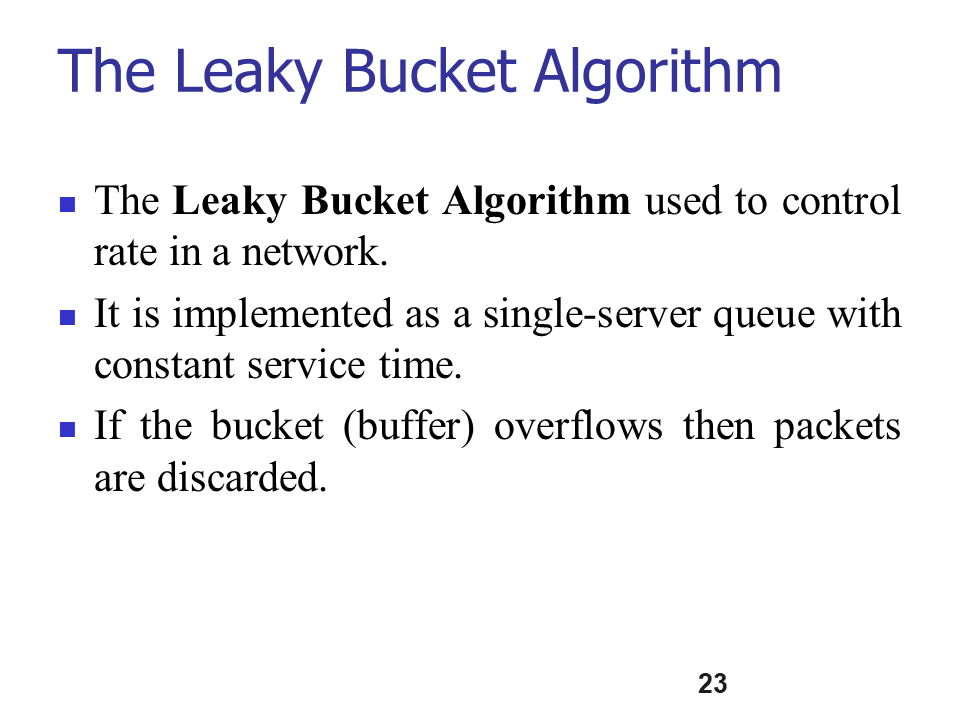 The Leaky Bucket Algorithm
The Leaky Bucket Algorithm used to control
rate in a network.
It is implemented as a single-server queue with
constant service time.
If the bucket (buffer) overflows then packets
are discarded.
23